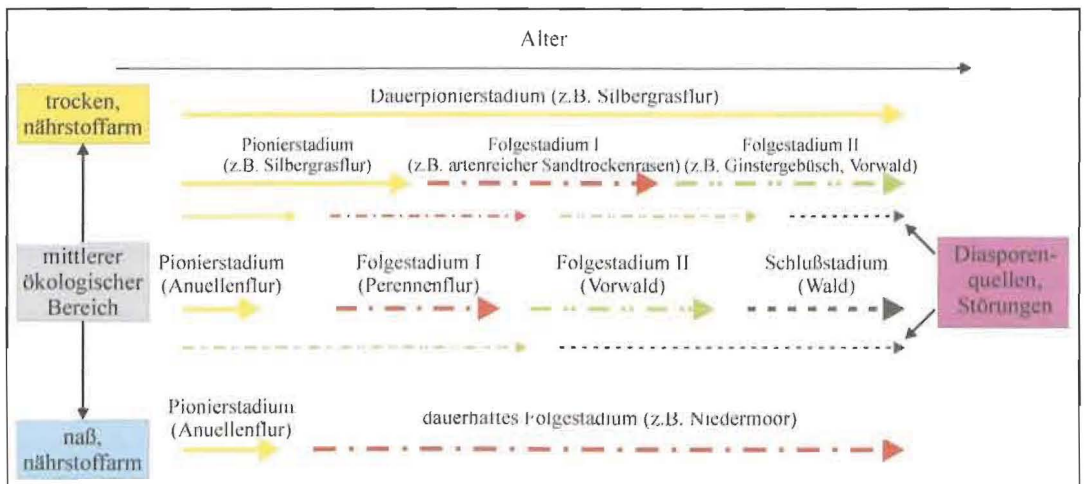 Alter
trocken,
nährstoffarm
Dauerpionierstadium (z.B. Silbergrasflur)
Pionierstadium
(z.B. Silbergrasflur)
Folgestadium I
(z.B. artenreicher Sandtrockenrasen)
Folgestadium II
(z.B. Ginstergebüsch, Vorwald)
mittlerer
ökologischer
Bereich
Pionierstadium
(Anuellenflur)
Folgestadium I
(Perennenflur)
Folgestadium II
(Vorwald)
Schlußstadium
(Wald)
Diasporen-
quellen,
Störungen
naß,
nährstoffarm
Pionierstadium
(Anuellenflur)
dauerhaftes Folgestadium (z.B. Niedermoor)